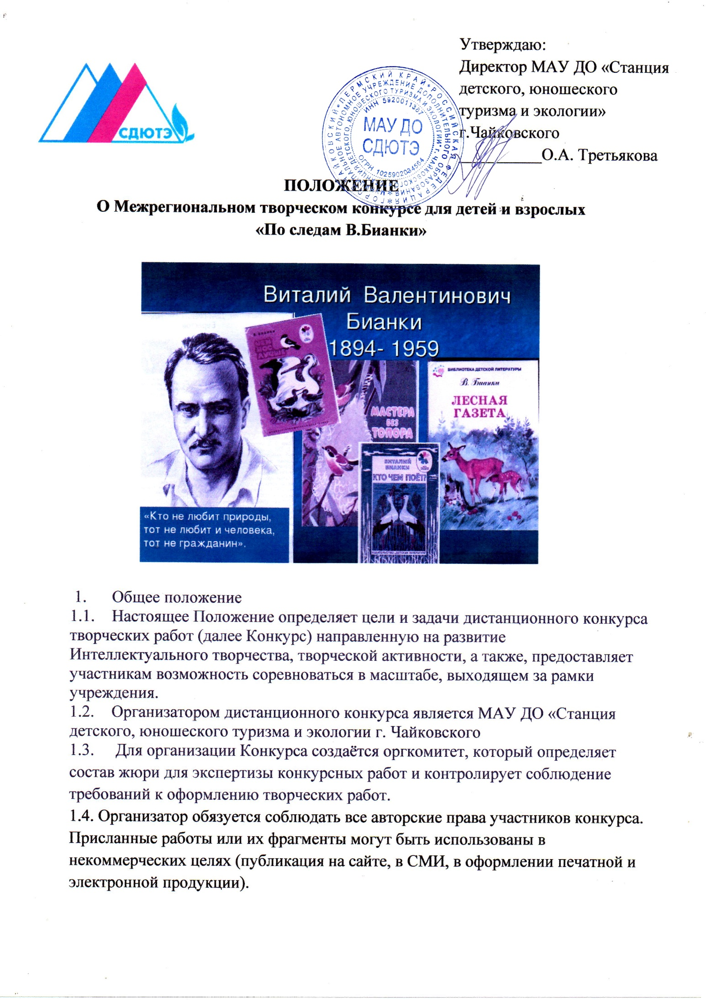 Утверждаю:
Директор МАУ ДО «Станция
детского, юношеского
туризма и экологии»
г.Чайковского
___________О.А. Третьякова
СДЮТЭ
ГОРОД ЧАЙКОВСКИЙ*ПЕРМСКИЙ КРАЙ*РОССИЙСКАЯ ФЕДЕРАЦИЯ*
МУНИЦИПАЛЬНОЕ АВТОНОМНОЕ УЧРЕЖДЕНИЕ ДОПОЛНИТЕЛЬНОГО ОБРАЗОВАНИЯ*
"СТАНЦИЯ ДЕТСКОГО, ЮНОШЕСКОГО ТУРИЗМА И ЭКОЛОГИИ" г. ЧАЙКОВСКОГО*
ИНН 5920011387
МАУ ДО
СДЮТЭ
ОГРН 1025902034564
ПОЛОЖЕНИЕ
О Межрегиональном творческом конкурсе для детей и взрослых
«По следам В.Бианки»
Виталий Валентинович
Бианки
1894- 1959
В. БИАНКИ
ЧЕЙ
НОС
ЛУЧШЕ
МАСТЕРА
БЕЗ
ТОПОРА
БИБЛИОТЕКА ДЕТСКОЙ ЛИТЕРАТУРЫ
В. Бианки
ЛЕСНАЯ
ГАЗЕТА
ВИТАЛИЙ
БИАНКИ
КТО ЧЕМ ПОЁТ?
ИЗДАТЕЛЬСТВО "ДЕТСКАЯ ЛИТЕРАТУРА"
«Кто не любит природы,
тот не любит и человека,
тот не гражданин».
1. Общее положение
1.1. Настоящее Положение определяет цели и задачи дистанционного конкурса
творческих работ (далее Конкурс) направленную на развитие
Интеллектуального творчества, творческой активности, а также, предоставляет
участникам возможность соревноваться в масштабе, выходящем за рамки
учреждения.
1.2. Организатором дистанционного конкурса является МАУ ДО «Станция
детского, юношеского туризма и экологии г. Чайковского
1.3. Для организации Конкурса создаётся оргкомитет, который определяет
состав жюри для экспертизы конкурсных работ и контролирует соблюдение
требований к оформлению творческих работ.
1.4. Организатор обязуется соблюдать все авторские права участников конкурса.
Присланные работы или их фрагменты могут быть использованы в
некоммерческих целях (публикация на сайте, в СМИ, в оформлении печатной и
электронной продукции).